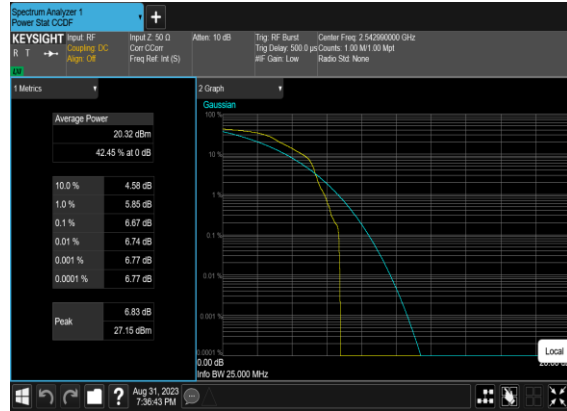 Spectrum Analyzer 1
Power Stat CCDF
KEYSIGHT
R T
Input: RF
Coupling: DC
Align: Off
Input Z: 50 Ω
Corr CCorr
Freq Ref: Int (S)
Atten: 10 dB
Trig: RF Burst
Trig Delay: 500.0 µs
#IF Gain: Low
Center Freq: 2.542990000 GHz
Counts: 1.00 M/1.00 Mpt
Radio Std: None
1 Metrics
Average Power
20.32 dBm
42.45 % at 0 dB
10.0 % 4.58 dB
1.0 % 5.85 dB
0.1 % 6.67 dB
0.01 % 6.74 dB
0.001 % 6.77 dB
0.0001 % 6.77 dB
Peak
6.83 dB
27.15 dBm
2 Graph
Gaussian
100 %
10 %
1 %
0.1 %
0.01 %
0.001 %
0.0001 %
0.00 dB
Info BW 25.000 MHz
Local
Aug 31, 2023
7:36:43 PM